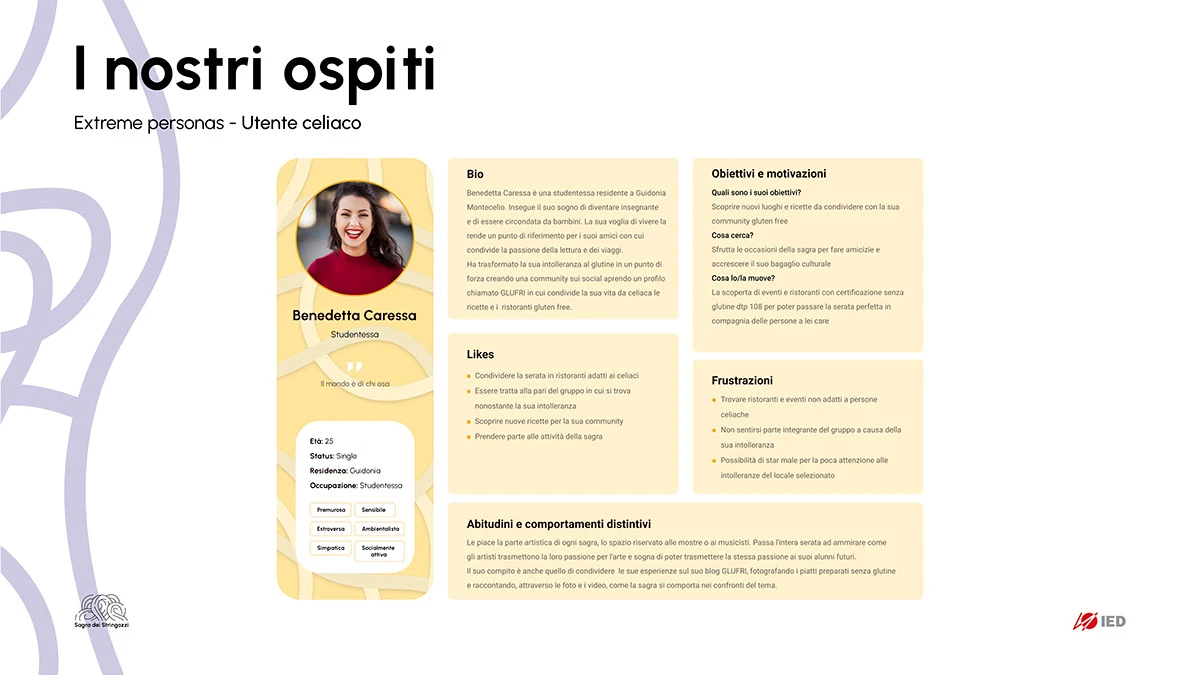 I nostri ospiti
Extreme personas - Utente celiaco
Benedetta Caressa
Studentessa
"
Il mondo è di chi osa
Età: 25
Status: Single
Residenza: Guidonia
Occupazione: Studentessa
Premurosa
Sensibile
Estroversa
Ambientalista
Simpatica
Socialmente
attiva
Bio
Benedetta Caressa è una studentessa residente a Guidonia
Montecelio. Insegue il suo sogno di diventare insegnante
e di essere circondata da bambini. La sua voglia di vivere la
rende un punto di riferimento per i suoi amici con cui
condivide la passione della lettura e dei viaggi.
Ha trasformato la sua intolleranza al glutine in un punto di
forza creando una community sui social aprendo un profilo
chiamato GLUFRI in cui condivide la sua vita da celiaca le
ricette e i ristoranti gluten free.
Likes
Condividere la serata in ristoranti adatti ai celiaci
Essere tratta alla pari del gruppo in cui si trova
nonostante la sua intolleranza
Scoprire nuove ricette per la sua community
Prendere parte alle attività della sagra
Obiettivi e motivazioni
Quali sono i suoi obiettivi?
Scoprire nuovi luoghi e ricette da condividere con la sua
community gluten free
Cosa cerca?
Sfrutta le occasioni della sagra per fare amicizie e
accrescere il suo bagaglio culturale
Cosa lo/la muove?
La scoperta di eventi e ristoranti con certificazione senza
glutine dtp 108 per poter passare la serata perfetta in
compagnia delle persone a lei care
Frustrazioni
Trovare ristoranti e eventi non adatti a persone
celiache
Non sentirsi parte integrante del gruppo a causa della
sua intolleranza
Possibilità di star male per la poca attenzione alle
intolleranze del locale selezionato
Abitudini e comportamenti distintivi
Le piace la parte artistica di ogni sagra, lo spazio riservato alle mostre o ai musicisti. Passa l'intera serata ad ammirare come
gli artisti trasmettono la loro passione per l'arte e sogna di poter trasmettere la stessa passione ai suoi alunni futuri.
Il suo compito è anche quello di condividere le sue esperienze sul suo blog GLUFRI, fotografando i piatti preparati senza glutine
e raccontando, attraverso le foto e i video, come la sagra si comporta nei confronti del tema.
Sagra dei Stringozzi
IED